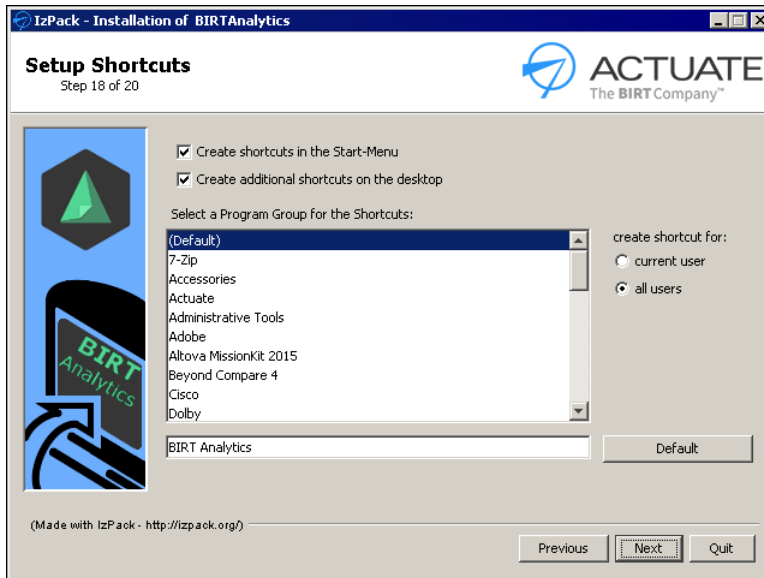 IzPack - Installation of BIRTAnalytics
Setup Shortcuts
Step 18 of 20
ACTUATE
The BIRT Company™
Create shortcuts in the Start-Menu
Create additional shortcuts on the desktop
Select a Program Group for the Shortcuts:
(Default)
7-Zip
Accessories
Actuate
Administrative Tools
Adobe
Altova MissionKit 2015
Beyond Compare 4
Cisco
Dolby
create shortcut for:
current user
all users
BIRT
Analytics
BIRT Analytics
Default
(Made with IzPack - http://izpack.org/)
Previous
Next
Quit